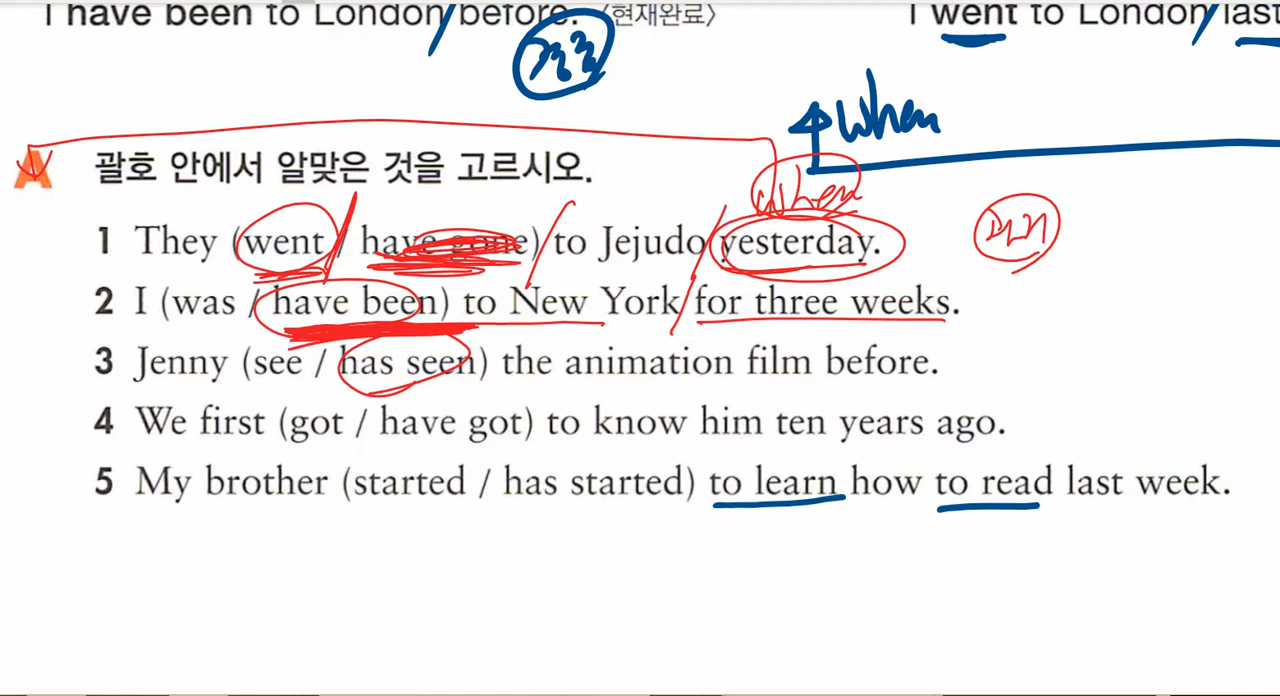 I have been to London / before. <현재완료>
I went to London / last
경험
When
A 괄호 안에서 알맞은 것을 고르시오.
When
1 They (went / have gone) / to Jejudo / yesterday.
과거
2 I (was / have been) to New York / for three weeks.
3 Jenny (see / has seen) the animation film before.
4 We first (got / have got) to know him ten years ago.
5 My brother (started / has started) to learn how to read last week.